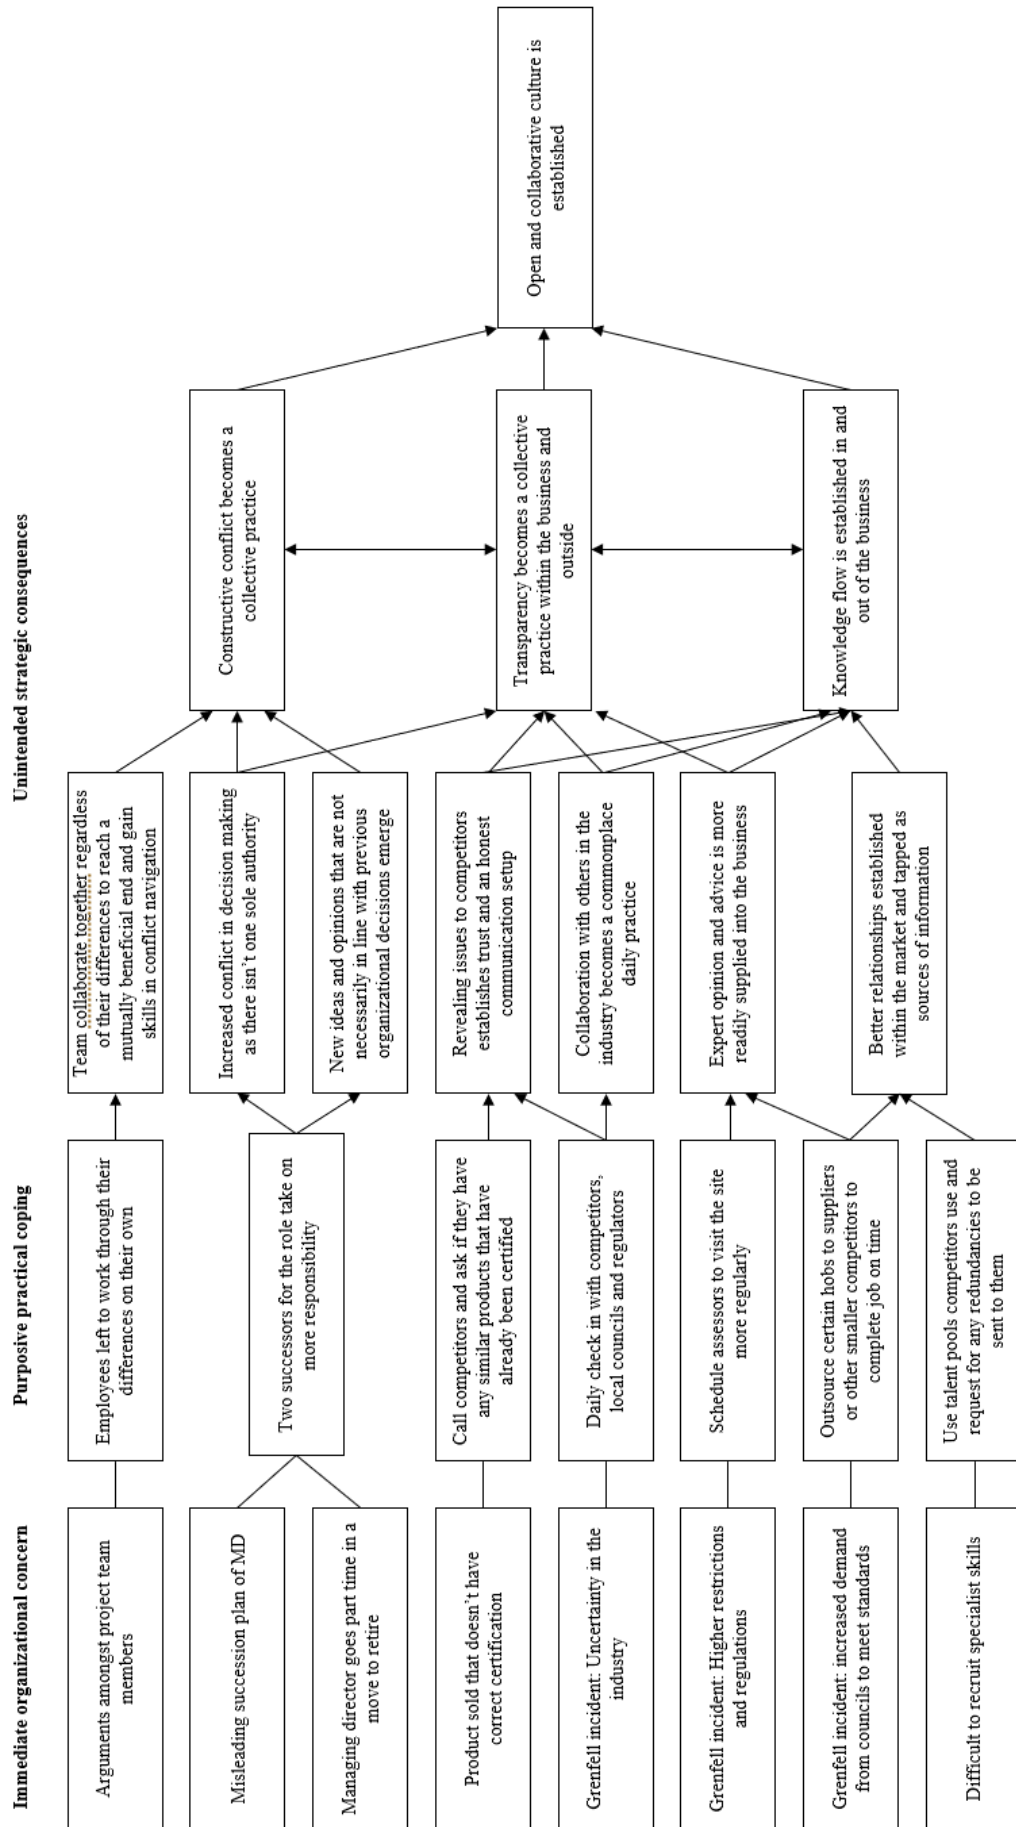 Immediate organizational concern
Purposive practical coping
Unintended strategic consequences
Arguments amongst project team
members
Employees left to work through their
differences on their own
Team collaborate together regardless
of their differences to reach a
mutually beneficial end and gain
skills in conflict navigation
Misleading succession plan of MD
Managing director goes part time in a
move to retire
Two successors for the role take on
more responsibility
Increased conflict in decision making
as there isn't one sole authority
New ideas and opinions that are not
necessarily in line with previous
organizational decisions emerge
Constructive conflict becomes a
collective practice
Product sold that doesn't have
correct certification
Call competitors and ask if they have
any similar products that have
already been certified
Revealing issues to competitors
establishes trust and an honest
communication setup
Grenfell incident: Uncertainty in the
industry
Daily check in with competitors,
local councils and regulators
Collaboration with others in the
industry becomes a commonplace
daily practice
Transparency becomes a collective
practice within the business and
outside
Open and collaborative culture is
established
Grenfell incident: Higher restrictions
and regulations
Schedule assessors to visit the site
more regularly
Expert opinion and advice is more
readily supplied into the business
Grenfell incident: increased demand
from councils to meet standards
Outsource certain hobs to suppliers
or other smaller competitors to
complete job on time
Better relationships established
within the market and tapped as
sources of information
Knowledge flow is established in and
out of the business
Difficult to recruit specialist skills
Use talent pools competitors use and
request for any redundancies to be
sent to them